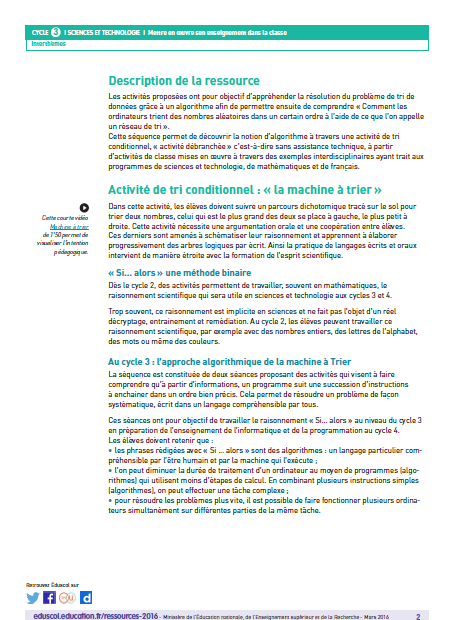 CYCLE 3 I SCIENCES ET TECHNOLOGIE I Mettre en œuvre son enseignement dans la classe
Inter-thèmes
Description de la ressource
Les activités proposées ont pour objectif d'appréhender la résolution du problème de tri de
données grâce à un algorithme afin de permettre ensuite de comprendre « Comment les
ordinateurs trient des nombres aléatoires dans un certain ordre à l'aide de ce que l'on appelle
un réseau de tri ».
Cette séquence permet de découvrir la notion d'algorithme à travers une activité de tri
conditionnel, « activité débranchée » c'est-à-dire sans assistance technique, à partir
d'activités de classe mises en œuvre à travers des exemples interdisciplinaires ayant trait aux
programmes de sciences et technologie, de mathématiques et de français.
Activité de tri conditionnel : « la machine à trier »
Cette courte vidéo
Machine à trier
de 1'50 permet de
visualiser l'intention
pédagogique.
Dans cette activité, les élèves doivent suivre un parcours dichotomique tracé sur le sol pour
trier deux nombres, celui qui est le plus grand des deux se place à gauche, le plus petit à
droite. Cette activité nécessite une argumentation orale et une coopération entre élèves.
Ces derniers sont amenés à schématiser leur raisonnement et apprennent à élaborer
progressivement des arbres logiques par écrit. Ainsi la pratique de langages écrits et oraux
intervient de manière étroite avec la formation de l'esprit scientifique.
« Si... alors » une méthode binaire
Dès le cycle 2, des activités permettent de travailler, souvent en mathématiques, le
raisonnement scientifique qui sera utile en sciences et technologie aux cycles 3 et 4.
Trop souvent, ce raisonnement est implicite en sciences et ne fait pas l'objet d'un réel
décryptage, entrainement et remédiation. Au cycle 2, les élèves peuvent travailler ce
raisonnement scientifique, par exemple avec des nombres entiers, des lettres de l'alphabet,
des mots ou même des couleurs.
Au cycle 3 : l'approche algorithmique de la machine à Trier
La séquence est constituée de deux séances proposant des activités qui visent à faire
comprendre qu'à partir d'informations, un programme suit une succession d'instructions
à enchainer dans un ordre bien précis. Cela permet de résoudre un problème de façon
systématique, écrit dans un langage compréhensible par tous.
Ces séances ont pour objectif de travailler le raisonnement « Si... alors » au niveau du cycle 3
en préparation de l'enseignement de l'informatique et de la programmation au cycle 4.
Les élèves doivent retenir que :
• les phrases rédigées avec « Si ... alors » sont des algorithmes : un langage particulier com-
préhensible par l'être humain et par la machine qui l'exécute ;
• l'on peut diminuer la durée de traitement d'un ordinateur au moyen de programmes (algo-
rithmes) qui utilisent moins d'étapes de calcul. En combinant plusieurs instructions simples
(algorithmes), on peut effectuer une tâche complexe ;
• pour résoudre les problèmes plus vite, il est possible de faire fonctionner plusieurs ordina-
teurs simultanément sur différentes parties de la même tâche.
Retrouvez Éduscol sur
eduscol.education.fr/ressources-2016 - Ministère de l'Éducation nationale, de l'Enseignement supérieur et de la Recherche - Mars 2016 2